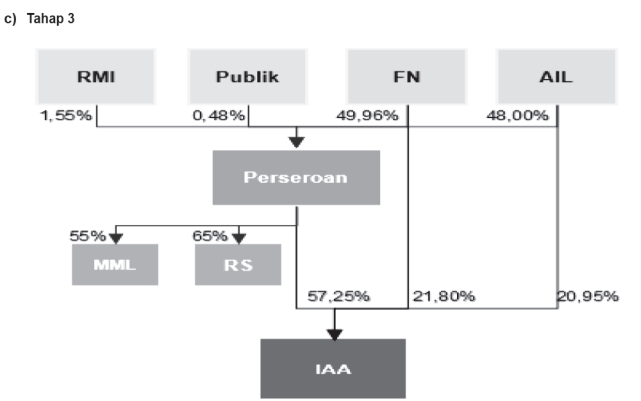 c) Tahap 3
RMI Publik FN AIL
1,55% 0,48% 49,96% 48,00%
Perseroan
55% 65%
MML RS
57,25% 21,80% 20,95%
IAA